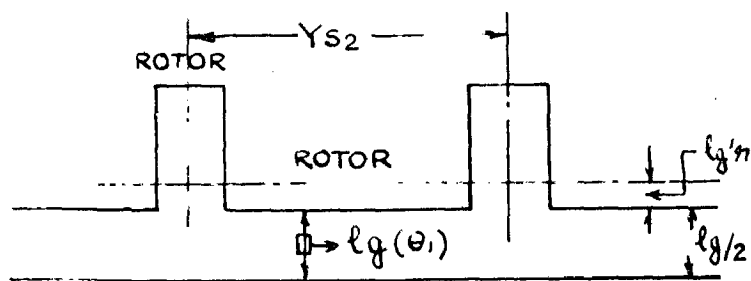 YS2
ROTOR
ROTOR
lg'r
lg(θ1)
lg/2